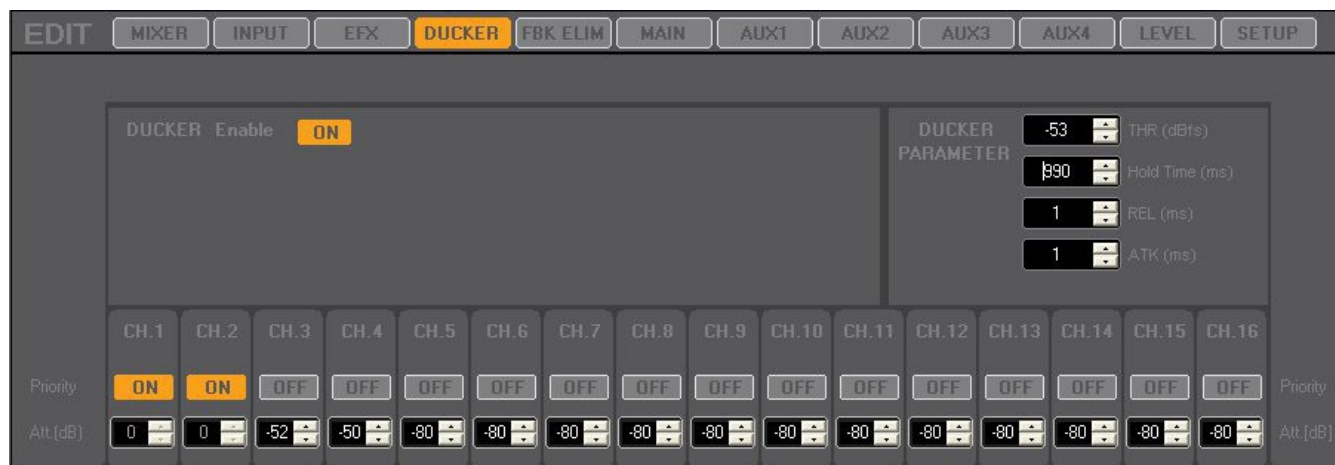 EDIT MIXER INPUT EFX DUCKER FBK ELIM MAIN AUX1 AUX2 AUX3 AUX4 LEVEL SETUP
DUCKER Enable ON
DUCKER PARAMETER
-53 THR (dBfs)
990 Hold Time (ms)
1 REL (ms)
1 ATK (ms)
CH.1 CH.2 CH.3 CH.4 CH.5 CH.6 CH.7 CH.8 CH.9 CH.10 CH.11 CH.12 CH.13 CH.14 CH.15 CH.16
Priority ON ON OFF OFF OFF OFF OFF OFF OFF OFF OFF OFF OFF OFF OFF OFF Priority
Att.[dB] 0 0 -52 -50 -80 -80 -80 -80 -80 -80 -80 -80 -80 -80 -80 -80 Att.[dB]